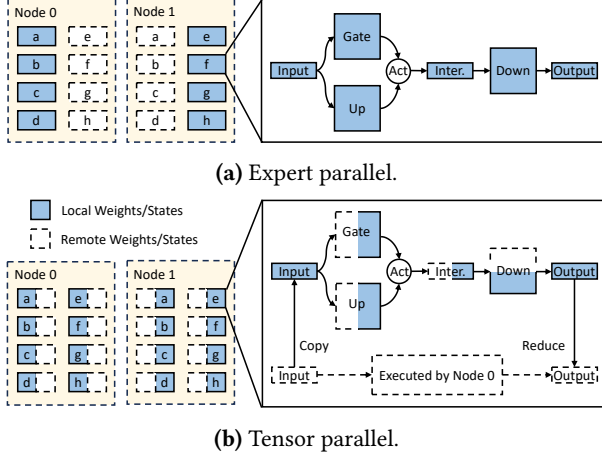 Node 0
Node 1
a e
b f
c g
d h
a e
b f
c g
d h
Gate
Input
Act
Inter.
Down
Output
Up
(a) Expert parallel.
Local Weights/States
Remote Weights/States
Node 0
Node 1
a e
b f
c g
d h
a e
b f
c g
d h
Gate
Input
Act
Inter.
Down
Output
Up
Copy
Reduce
Input
Executed by Node 0
Output
(b) Tensor parallel.